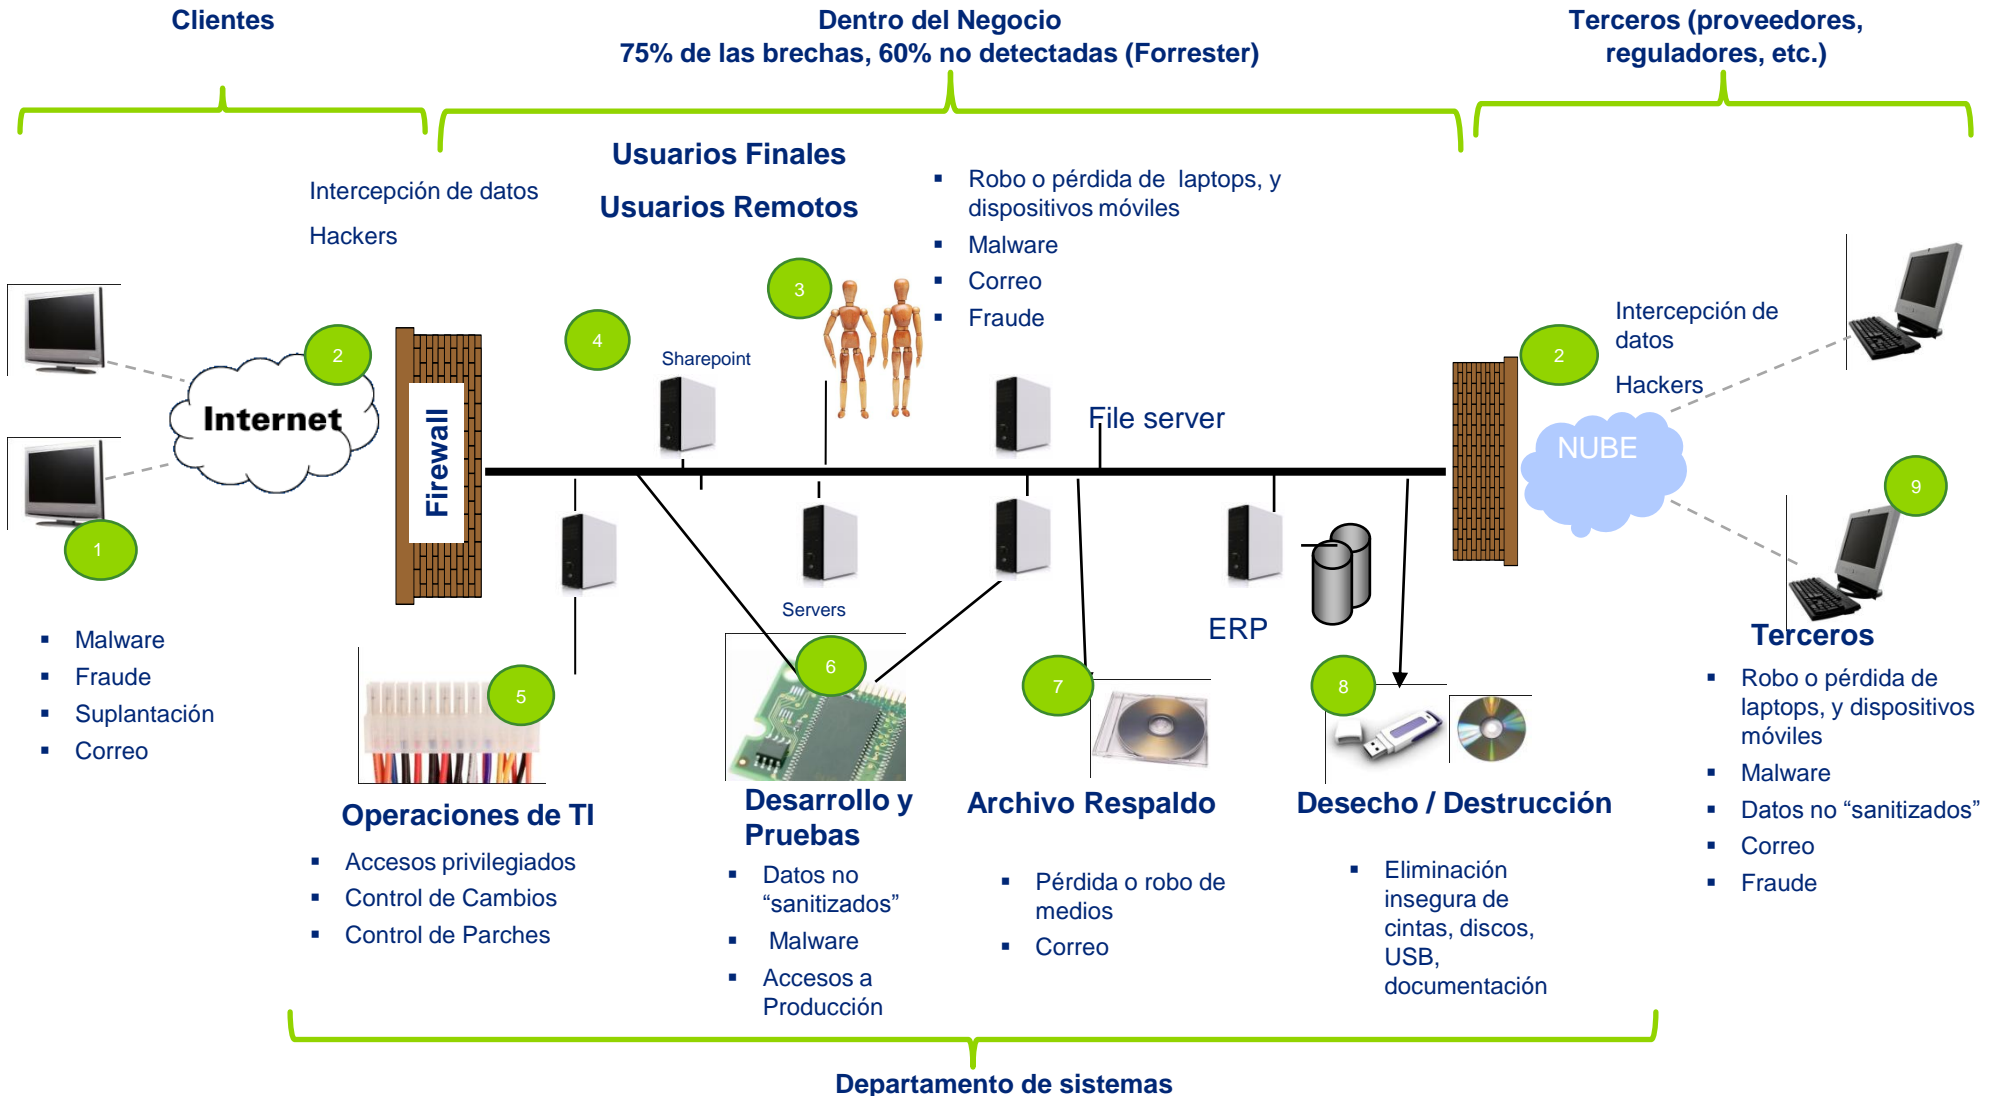 Clientes
Dentro del Negocio
75% de las brechas, 60% no detectadas (Forrester)
Terceros (proveedores,
reguladores, etc.)
Intercepción de datos
Hackers
Usuarios Finales
Usuarios Remotos
▪ Robo o pérdida de laptops, y
dispositivos móviles
▪ Malware
▪ Correo
▪ Fraude
3
4
Sharepoint
2
Internet
Firewall
File server
2
Intercepción de
datos
Hackers
NUBE
9
1
Servers
ERP
▪ Malware
▪ Fraude
▪ Suplantación
▪ Correo
5
Operaciones de TI
▪ Accesos privilegiados
▪ Control de Cambios
▪ Control de Parches
6
Desarrollo y
Pruebas
▪ Datos no
“sanitizados”
▪ Malware
▪ Accesos a
Producción
7
Archivo Respaldo
▪ Pérdida o robo de
medios
▪ Correo
8
Desecho / Destrucción
▪ Eliminación
insegura de
cintas, discos,
USB,
documentación
Terceros
▪ Robo o pérdida de
laptops, y dispositivos
móviles
▪ Malware
▪ Datos no “sanitizados”
▪ Correo
▪ Fraude
Departamento de sistemas